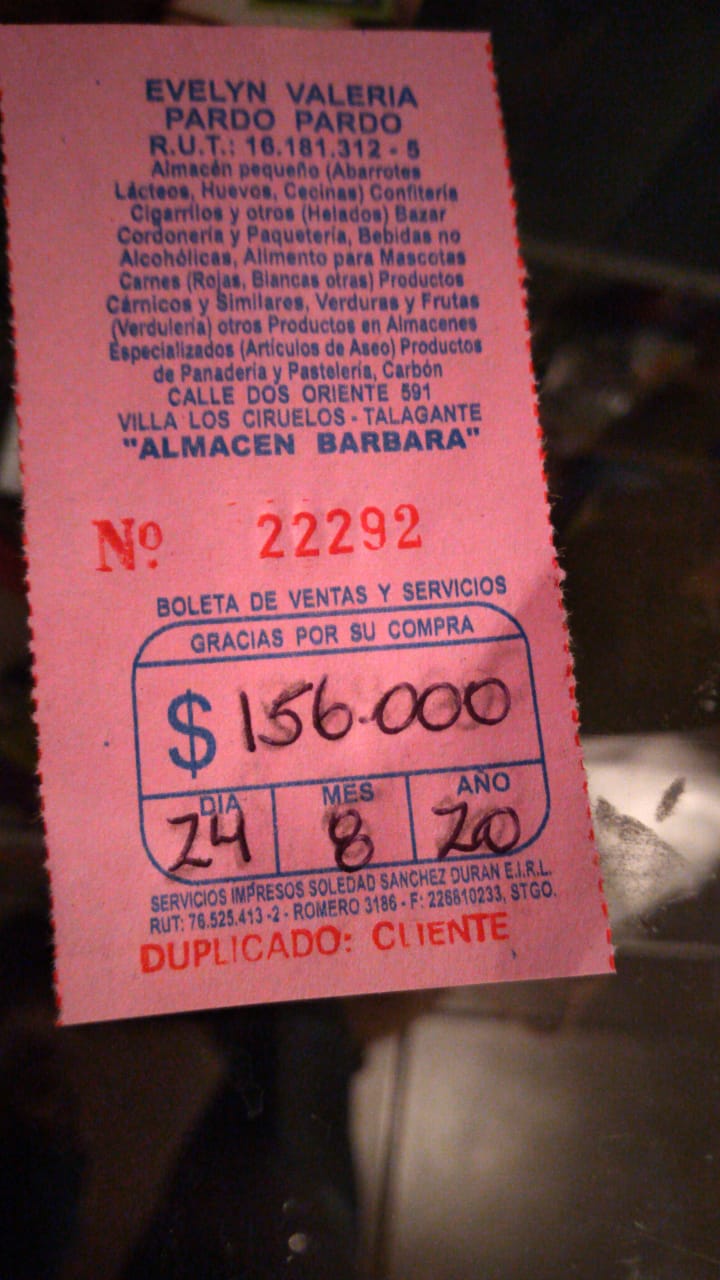 EVELYN VALERIA
PARDO PARDO
R.U.T.: 16.181.312 - 5
Almacén pequeño (Abarrotes
Lácteos, Huevos, Cecinas) Confitería
Cigarrilos y otros (Helados) Bazar
Cordonería y Paquetería, Bebidas no
Alcohólicas, Alimento para Mascotas
Carnes (Rojas, Blancas otras) Productos
Cárnicos y Similares, Verduras y Frutas
(Verdulería) otros Productos en Almacenes
Especializados (Artículos de Aseo) Productos
de Panadería y Pastelería, Carbón
CALLE DOS ORIENTE 591
VILLA LOS CIRUELOS - TALAGANTE
"ALMACEN BARBARA"
Nº 22292
BOLETA DE VENTAS Y SERVICIOS
GRACIAS POR SU COMPRA
$ 156.000
DIA MES AÑO
24 8 20
SERVICIOS IMPRESOS SOLEDAD SANCHEZ DURAN E.I.R.L.
RUT: 76.525.413 -2 - ROMERO 3186 - F: 226810233, STGO.
DUPLICADO: CLIENTE